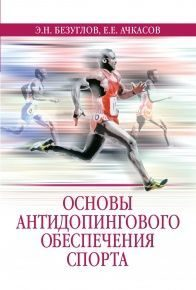 Э.Н. БЕЗУГЛОВ, Е.Е. АЧКАСОВ
ОСНОВЫ
АНТИДОПИНГОВОГО
ОБЕСПЕЧЕНИЯ
СПОРТА